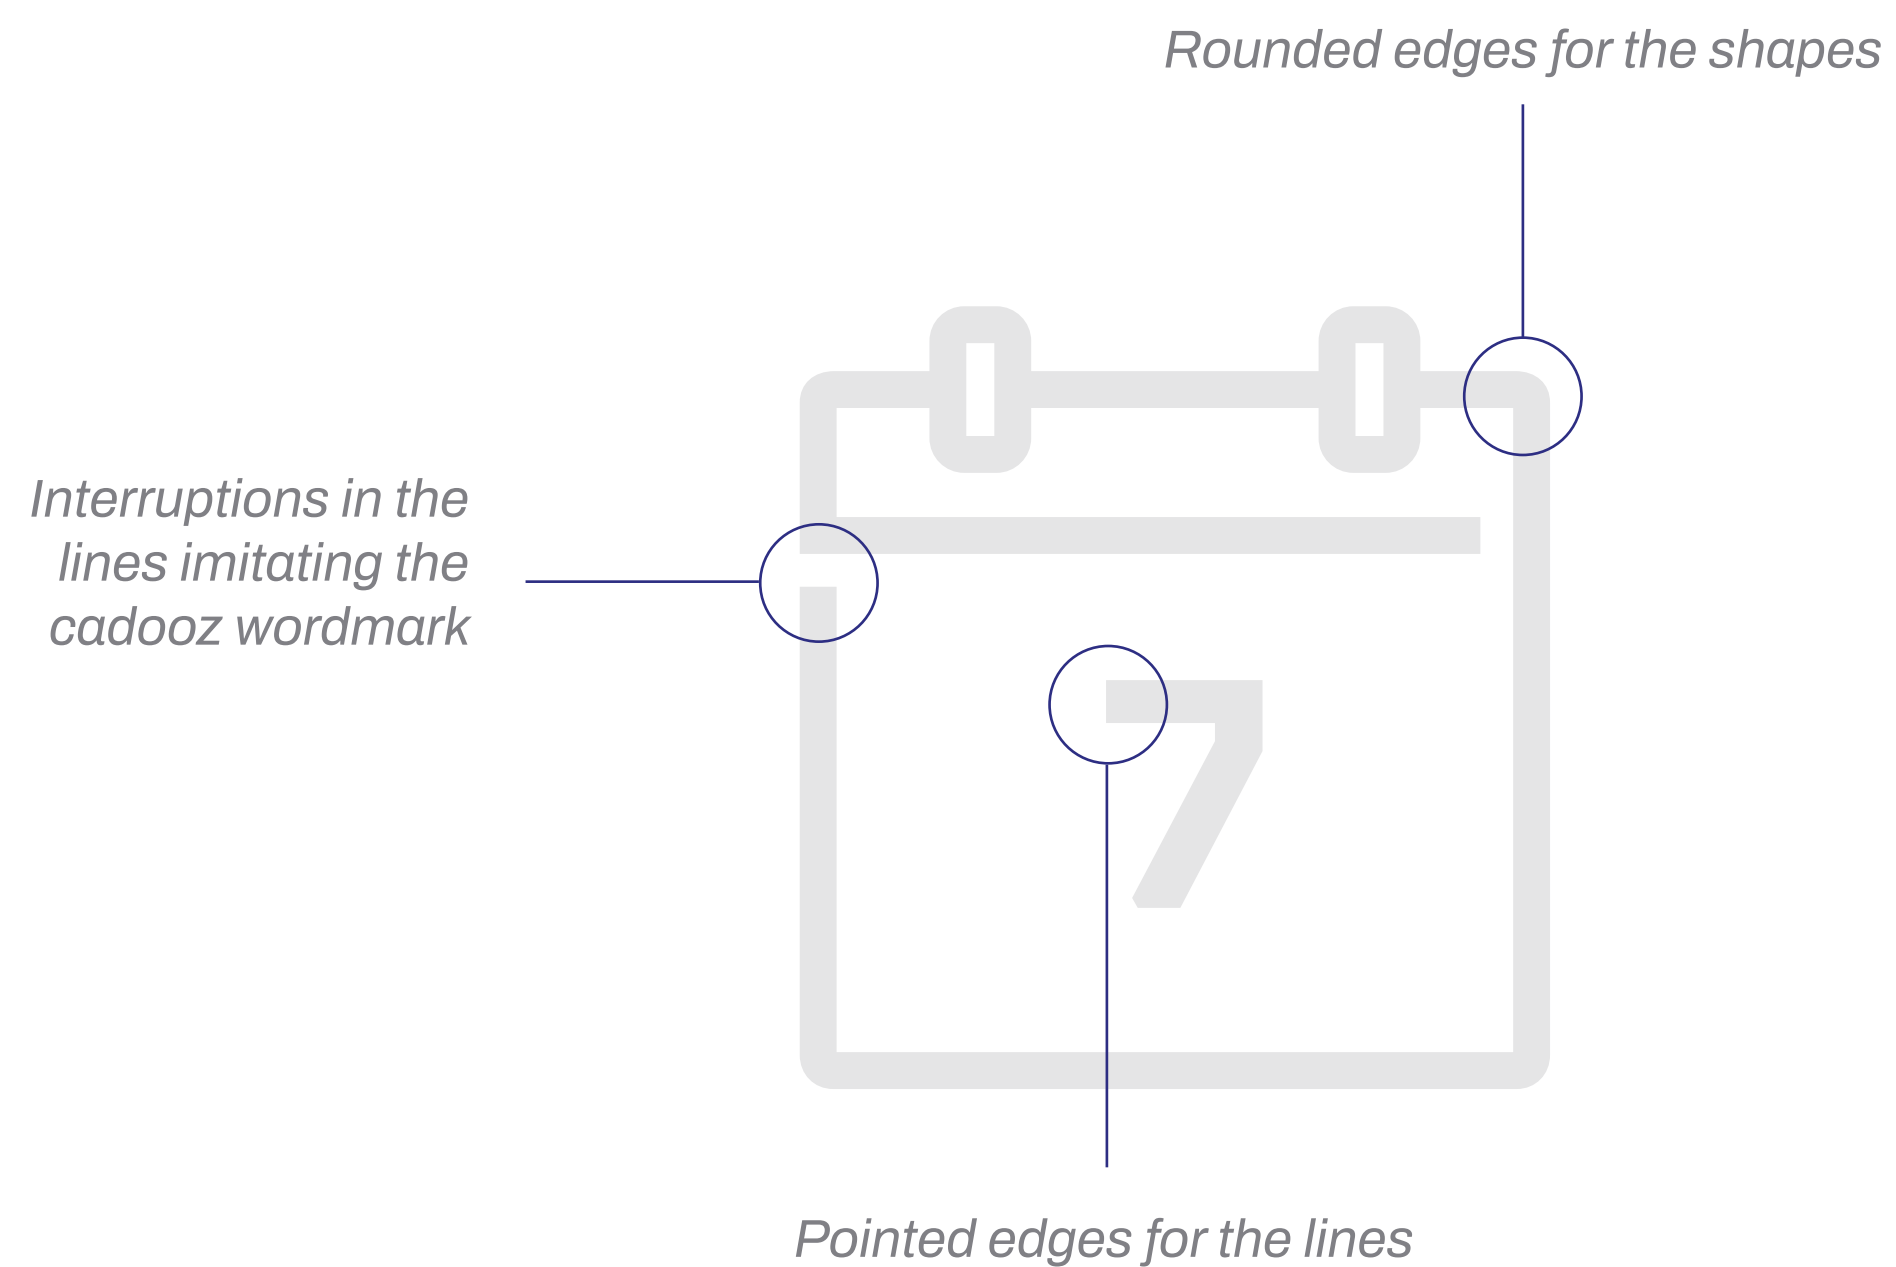 Rounded edges for the shapes
Interruptions in the
lines imitating the
cadooz wordmark
7
Pointed edges for the lines